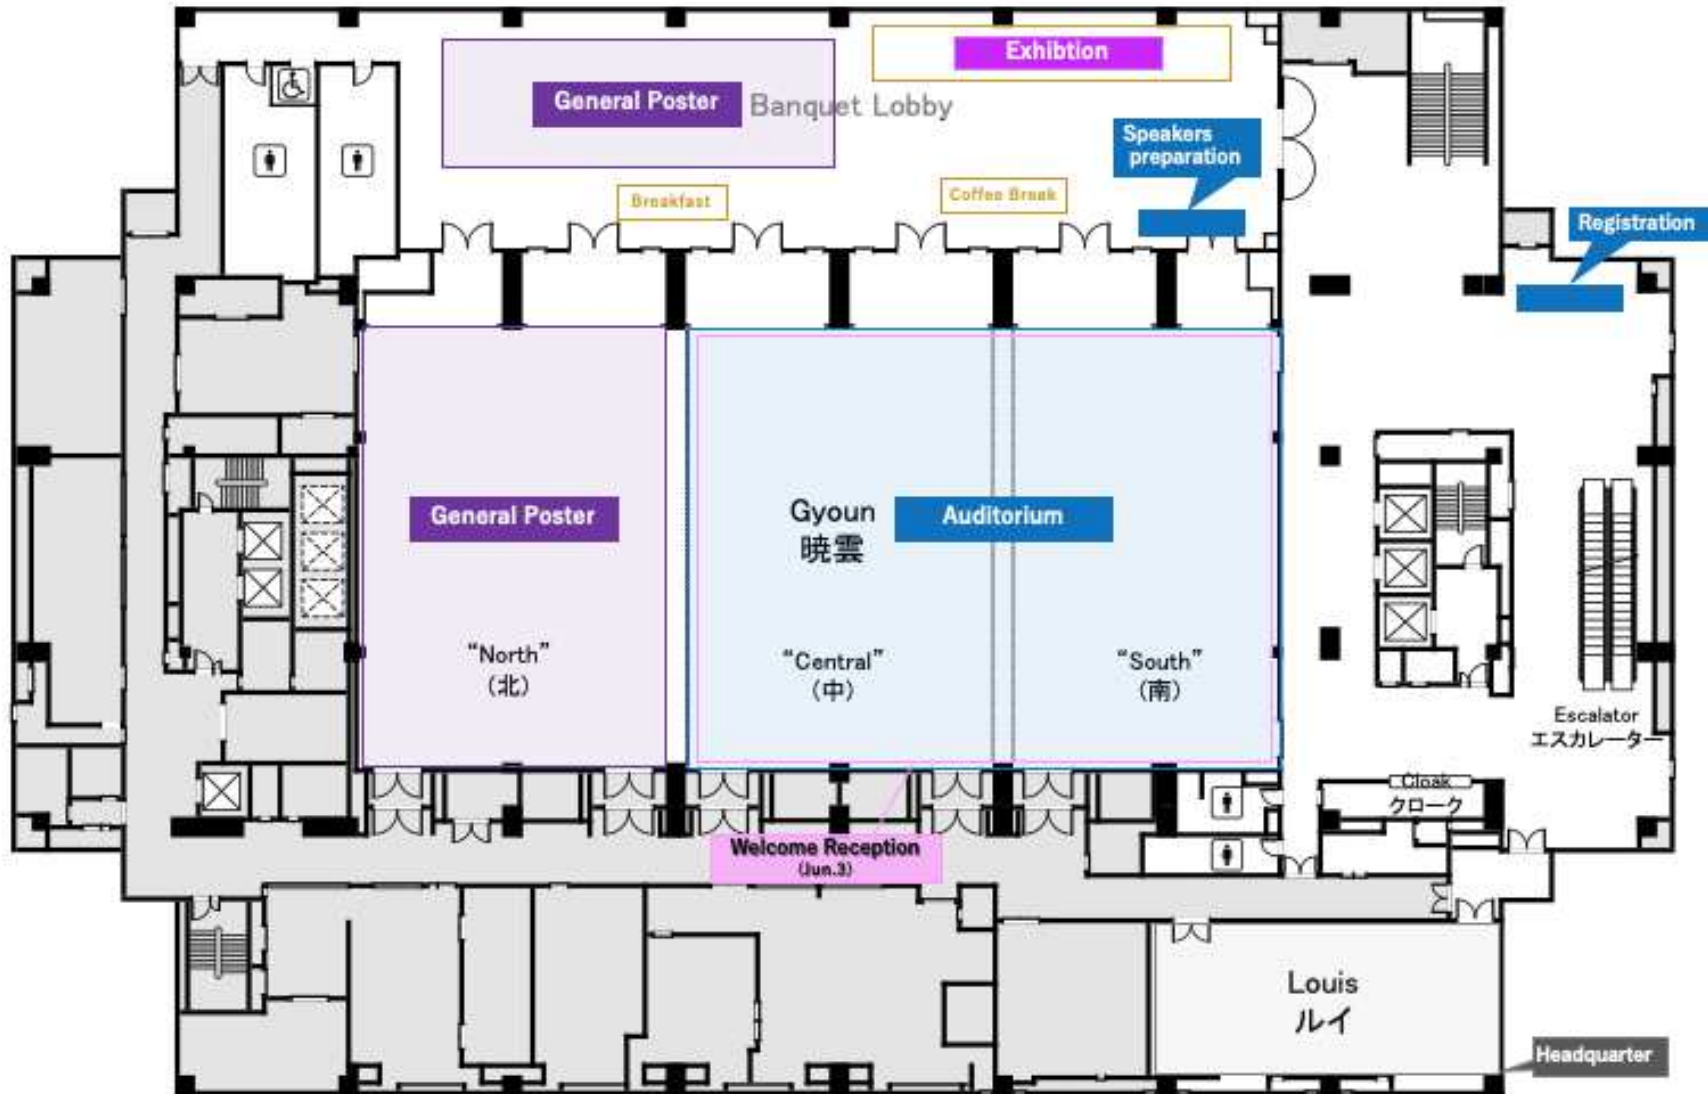 Exhibtion
General Poster
Banquet Lobby
Speakers
preparation
Breakfast
Coffee Break
Registration
General Poster
Gyoun
暁雲
Auditorium
“North”
(北)
“Central”
(中)
“South”
(南)
Escalator
エスカレーター
Cloak
クローク
Welcome Reception
(Jun.3)
Louis
ルイ
Headquarter